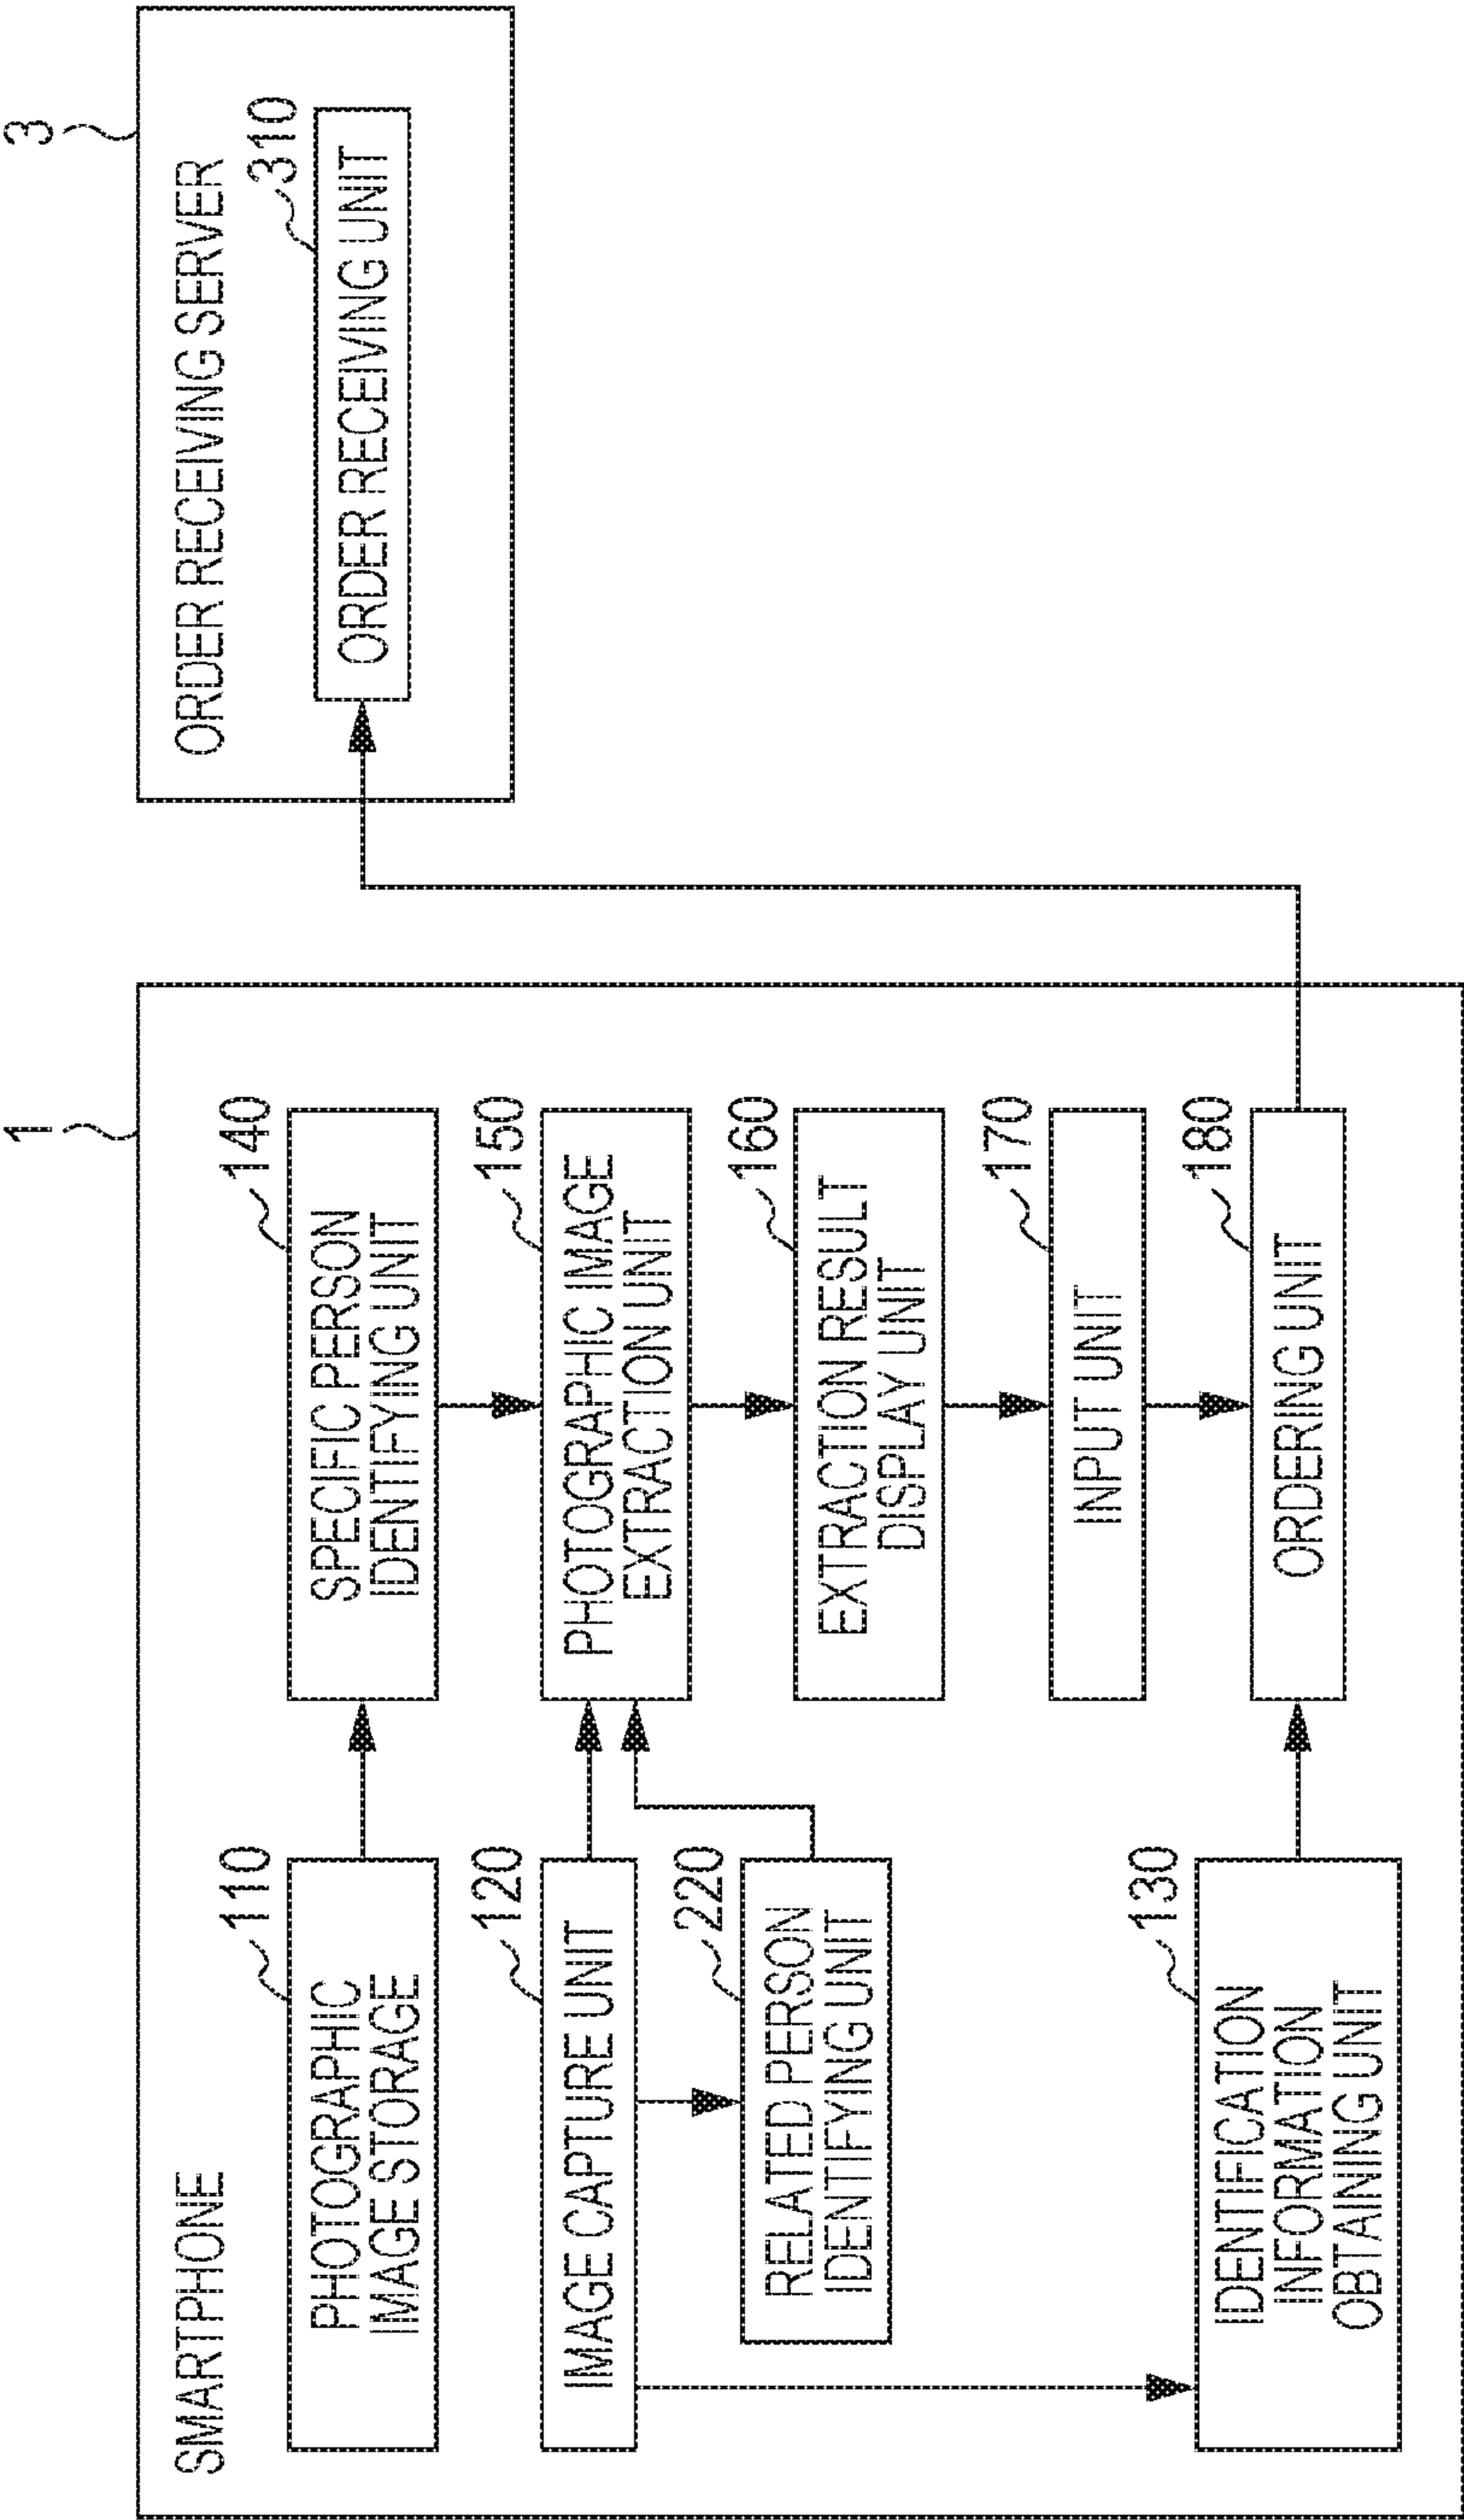 1
SMARTPHONE
110
PHOTOGRAPHIC
IMAGE STORAGE
140
SPECIFIC PERSON
IDENTIFYING UNIT
120
IMAGE CAPTURE UNIT
150
PHOTOGRAPHIC IMAGE
EXTRACTION UNIT
220
RELATED PERSON
IDENTIFYING UNIT
160
EXTRACTION RESULT
DISPLAY UNIT
170
INPUT UNIT
130
IDENTIFICATION
INFORMATION
OBTAINING UNIT
180
ORDERING UNIT
3
ORDER RECEIVING SERVER
310
ORDER RECEIVING UNIT